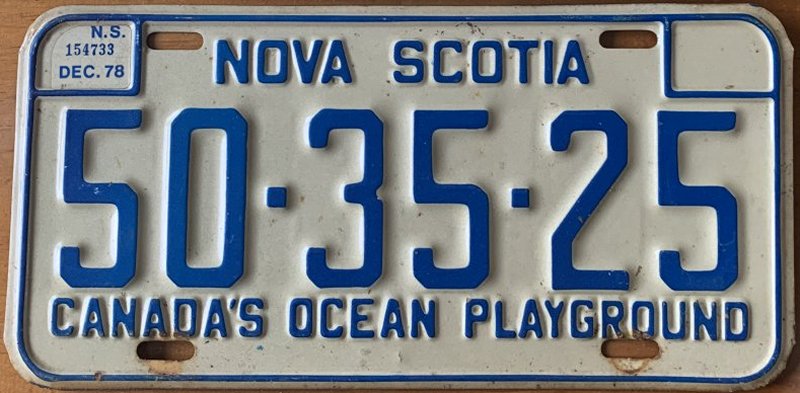 N.S.
154733
DEC. 78
NOVA SCOTIA
50·35·25
CANADA'S OCEAN PLAYGROUND